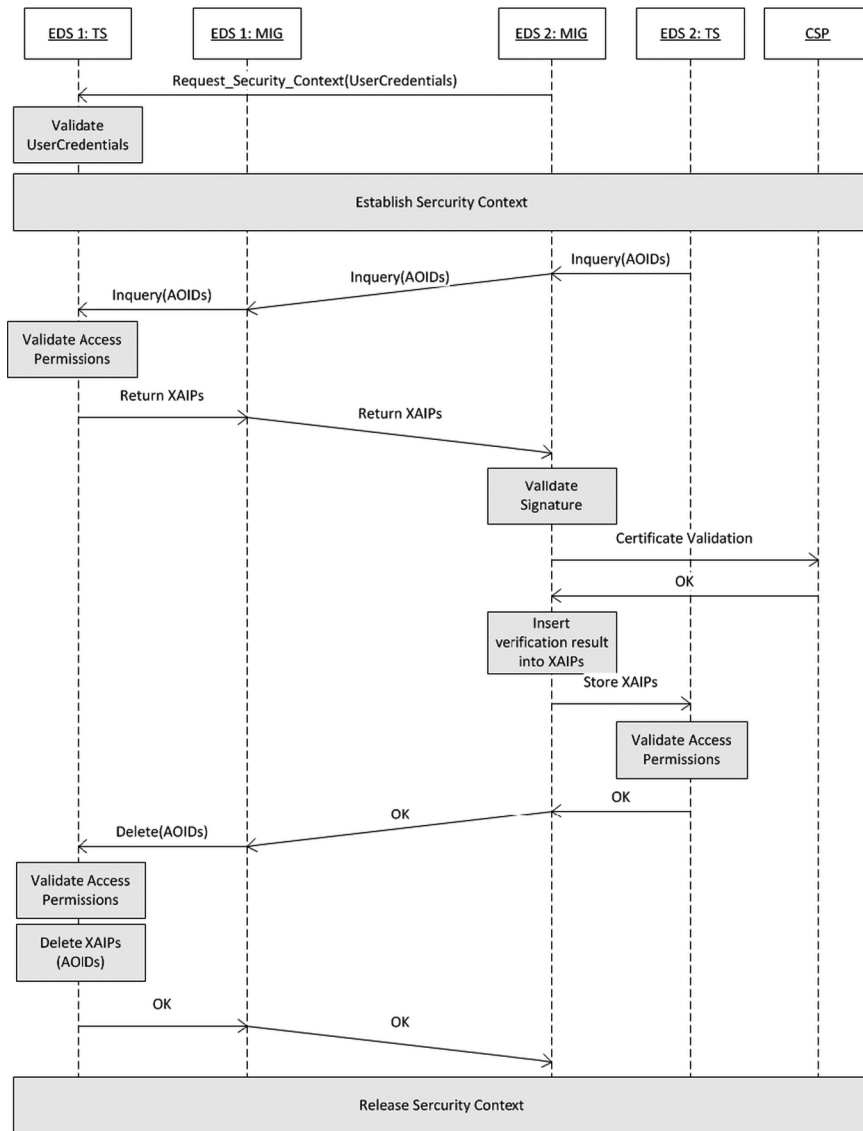 EDS 1: TS
EDS 1: MIG
EDS 2: MIG
EDS 2: TS
CSP
Request_Security_Context(UserCredentials)
Validate
UserCredentials
Establish Sercurity Context
Inquery(AOIDs)
Inquery(AOIDs)
Inquery(AOIDs)
Validate Access
Permissions
Return XAIPs
Return XAIPs
Validate
Signature
Certificate Validation
OK
Insert
verification result
into XAIPs
Store XAIPs
Validate Access
Permissions
OK
OK
Delete(AOIDs)
Validate Access
Permissions
Delete XAIPs
(AOIDs)
OK
OK
Release Sercurity Context